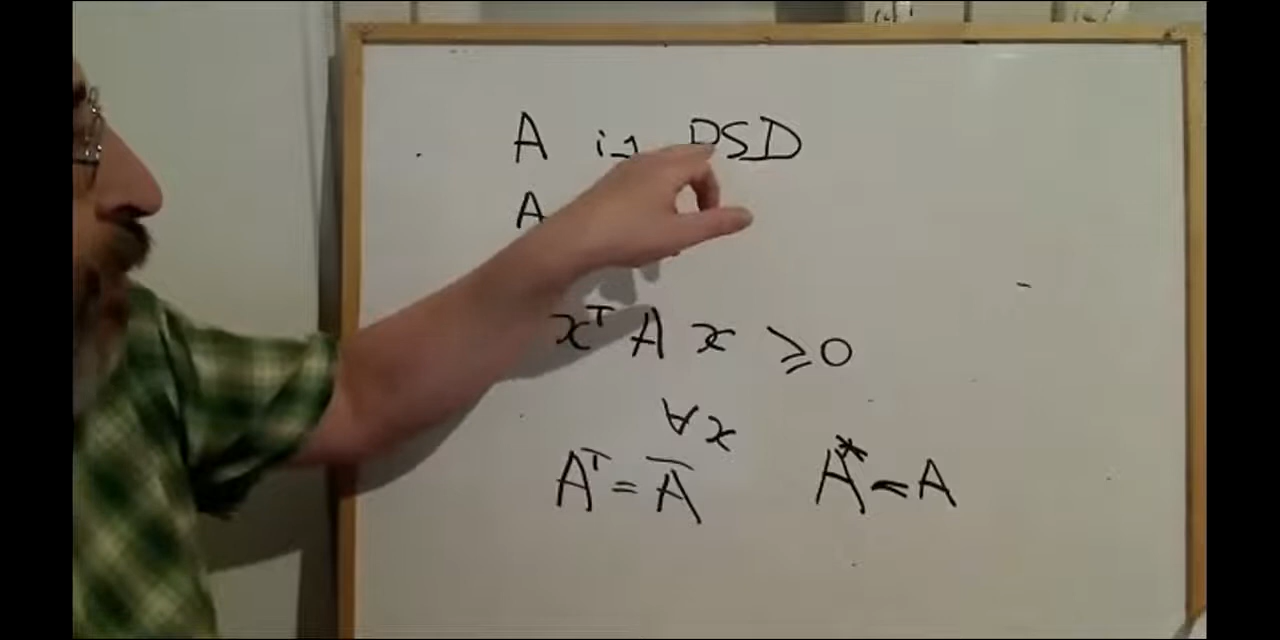 A is PSD
A
xᵀ A x ⩾ 0
∀ x
Aᵀ = A̅ A* = A